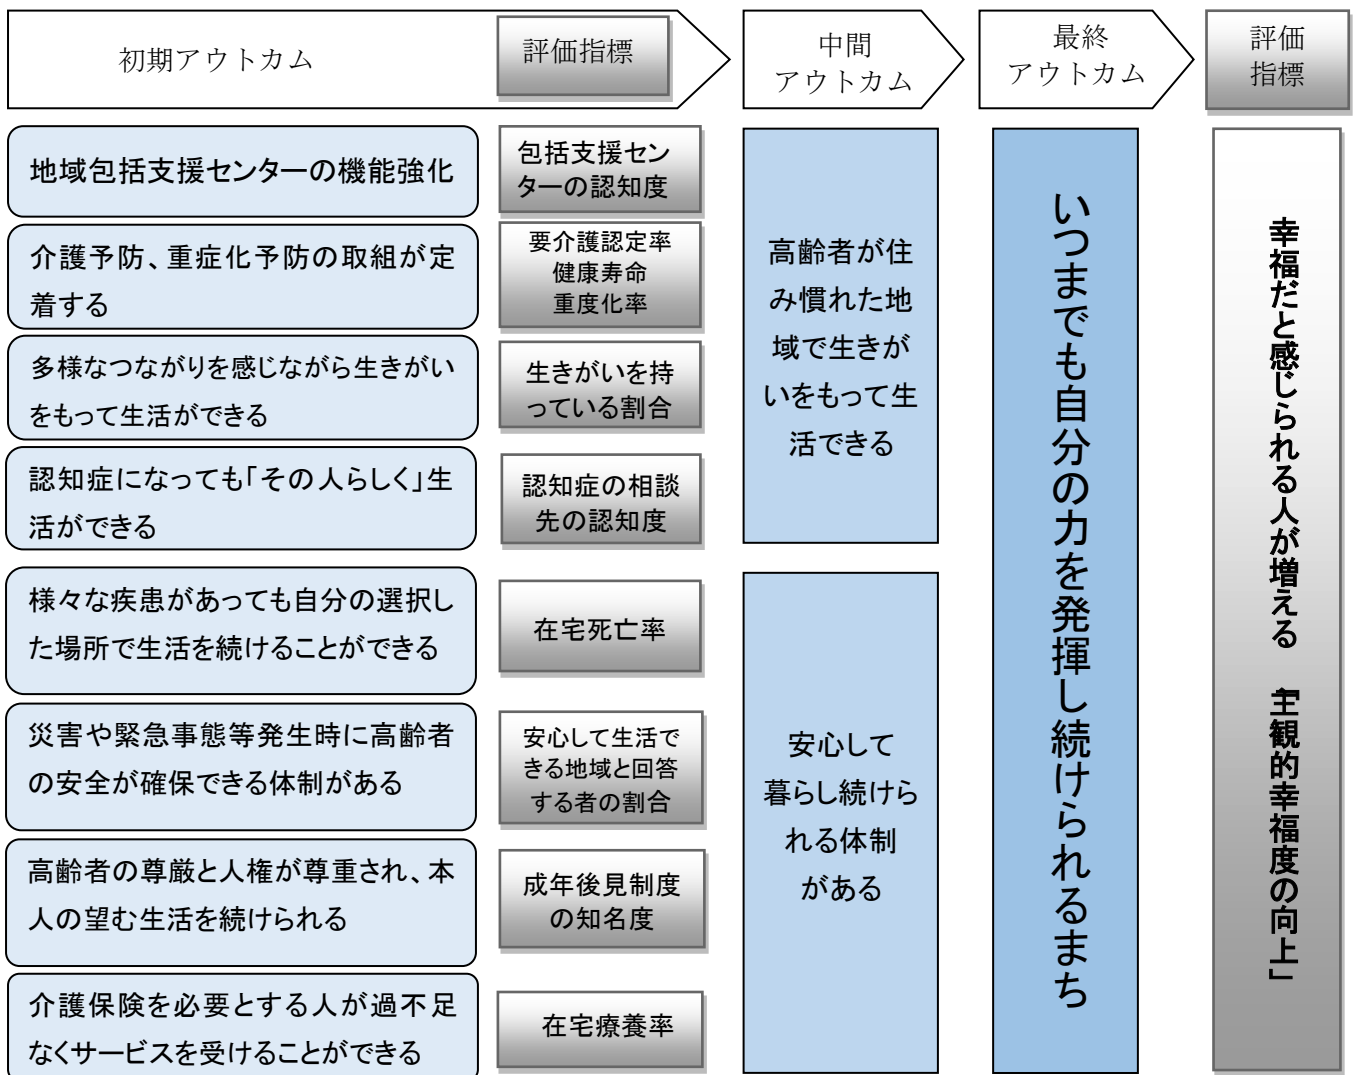 初期アウトカム
評価指標
中間
アウトカム
最終
アウトカム
評価
指標
地域包括支援センターの機能強化
包括支援セン
ターの認知度
介護予防、重症化予防の取組が定
着する
要介護認定率
健康寿命
重度化率
多様なつながりを感じながら生きがい
をもって生活ができる
生きがいを持
っている割合
認知症になっても「その人らしく」生
活ができる
認知症の相談
先の認知度
様々な疾患があっても自分の選択し
た場所で生活を続けることができる
在宅死亡率
災害や緊急事態等発生時に高齢者
の安全が確保できる体制がある
安心して生活で
きる地域と回答
する者の割合
高齢者の尊厳と人権が尊重され、本
人の望む生活を続けられる
成年後見制度
の知名度
介護保険を必要とする人が過不足
なくサービスを受けることができる
在宅療養率
高齢者が住
み慣れた地
域で生きが
いをもって生
活できる
安心して
暮らし続けら
れる体制
がある
いつまでも自分の力を発揮し続けられるまち
幸福だと感じられる人が増える　「主観的幸福度の向上」